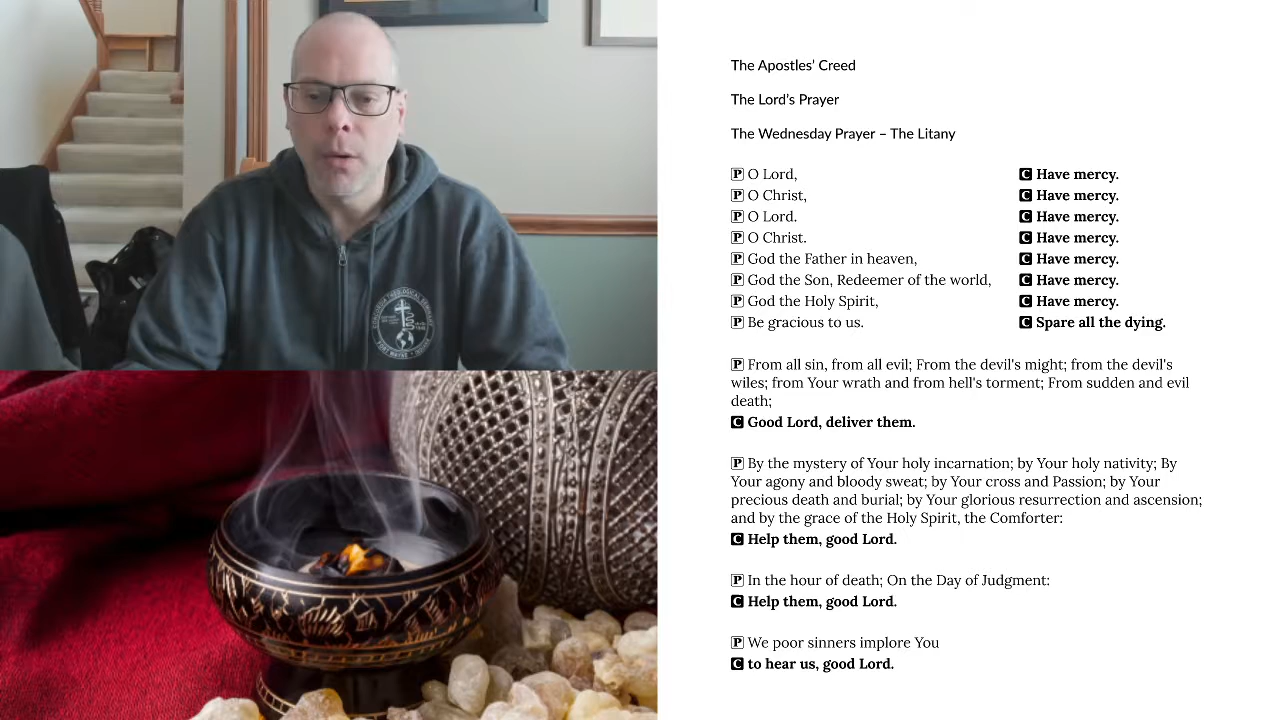 The Apostles’ Creed
The Lord’s Prayer
The Wednesday Prayer – The Litany
P O Lord, C Have mercy.
P O Christ, C Have mercy.
P O Lord. C Have mercy.
P O Christ. C Have mercy.
P God the Father in heaven, C Have mercy.
P God the Son, Redeemer of the world, C Have mercy.
P God the Holy Spirit, C Have mercy.
P Be gracious to us. C Spare all the dying.
P From all sin, from all evil; From the devil's might; from the devil's
wiles; from Your wrath and from hell's torment; From sudden and evil
death;
C Good Lord, deliver them.
P By the mystery of Your holy incarnation; by Your holy nativity; By
Your agony and bloody sweat; by Your cross and Passion; by Your
precious death and burial; by Your glorious resurrection and ascension;
and by the grace of the Holy Spirit, the Comforter:
C Help them, good Lord.
P In the hour of death; On the Day of Judgment:
C Help them, good Lord.
P We poor sinners implore You
C to hear us, good Lord.
CONCORDIA THEOLOGICAL SEMINARY
FORT WAYNE • INDIANA